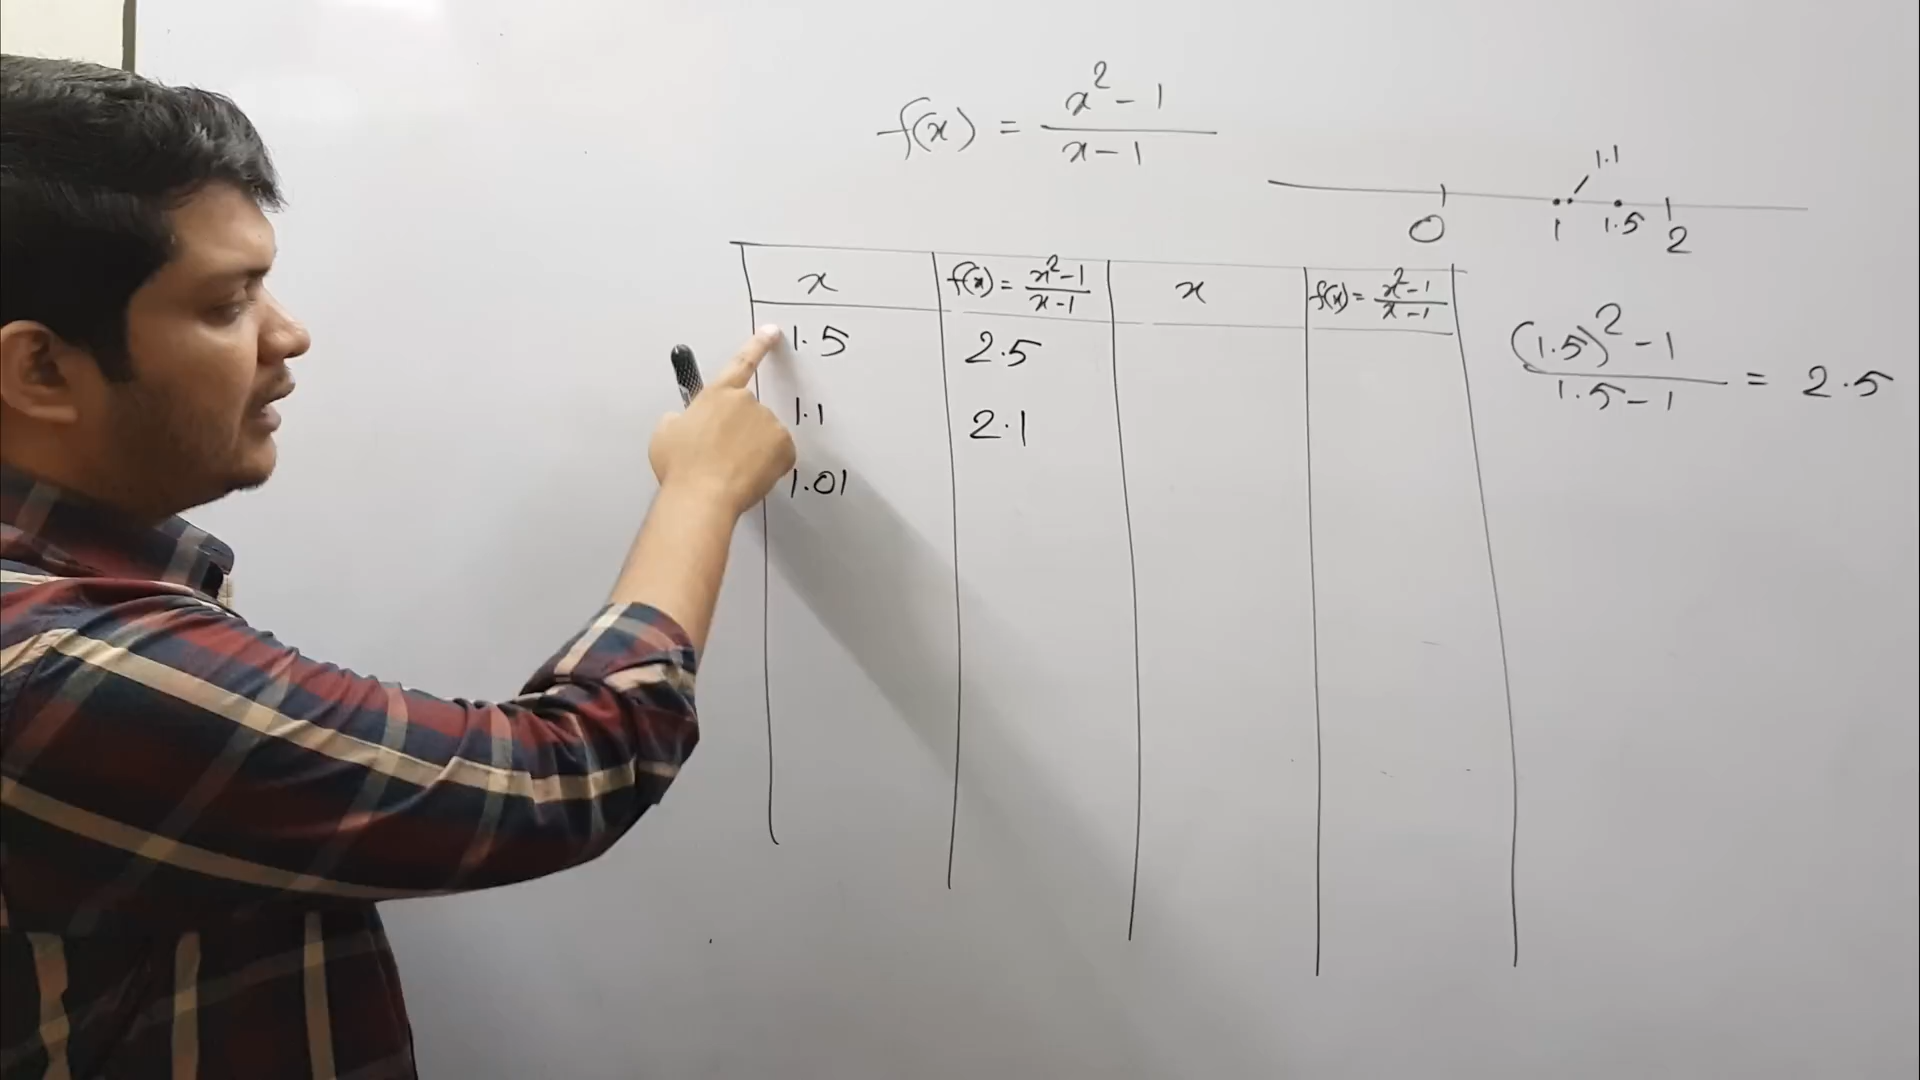 f(x) = x² - 1 / x - 1
1.1
0 1 1.5 2
x f(x) = x²-1 / x-1 x f(x) = x²-1 / x-1
1.5 2.5
1.1 2.1
1.01
(1.5)² - 1 / 1.5 - 1 = 2.5